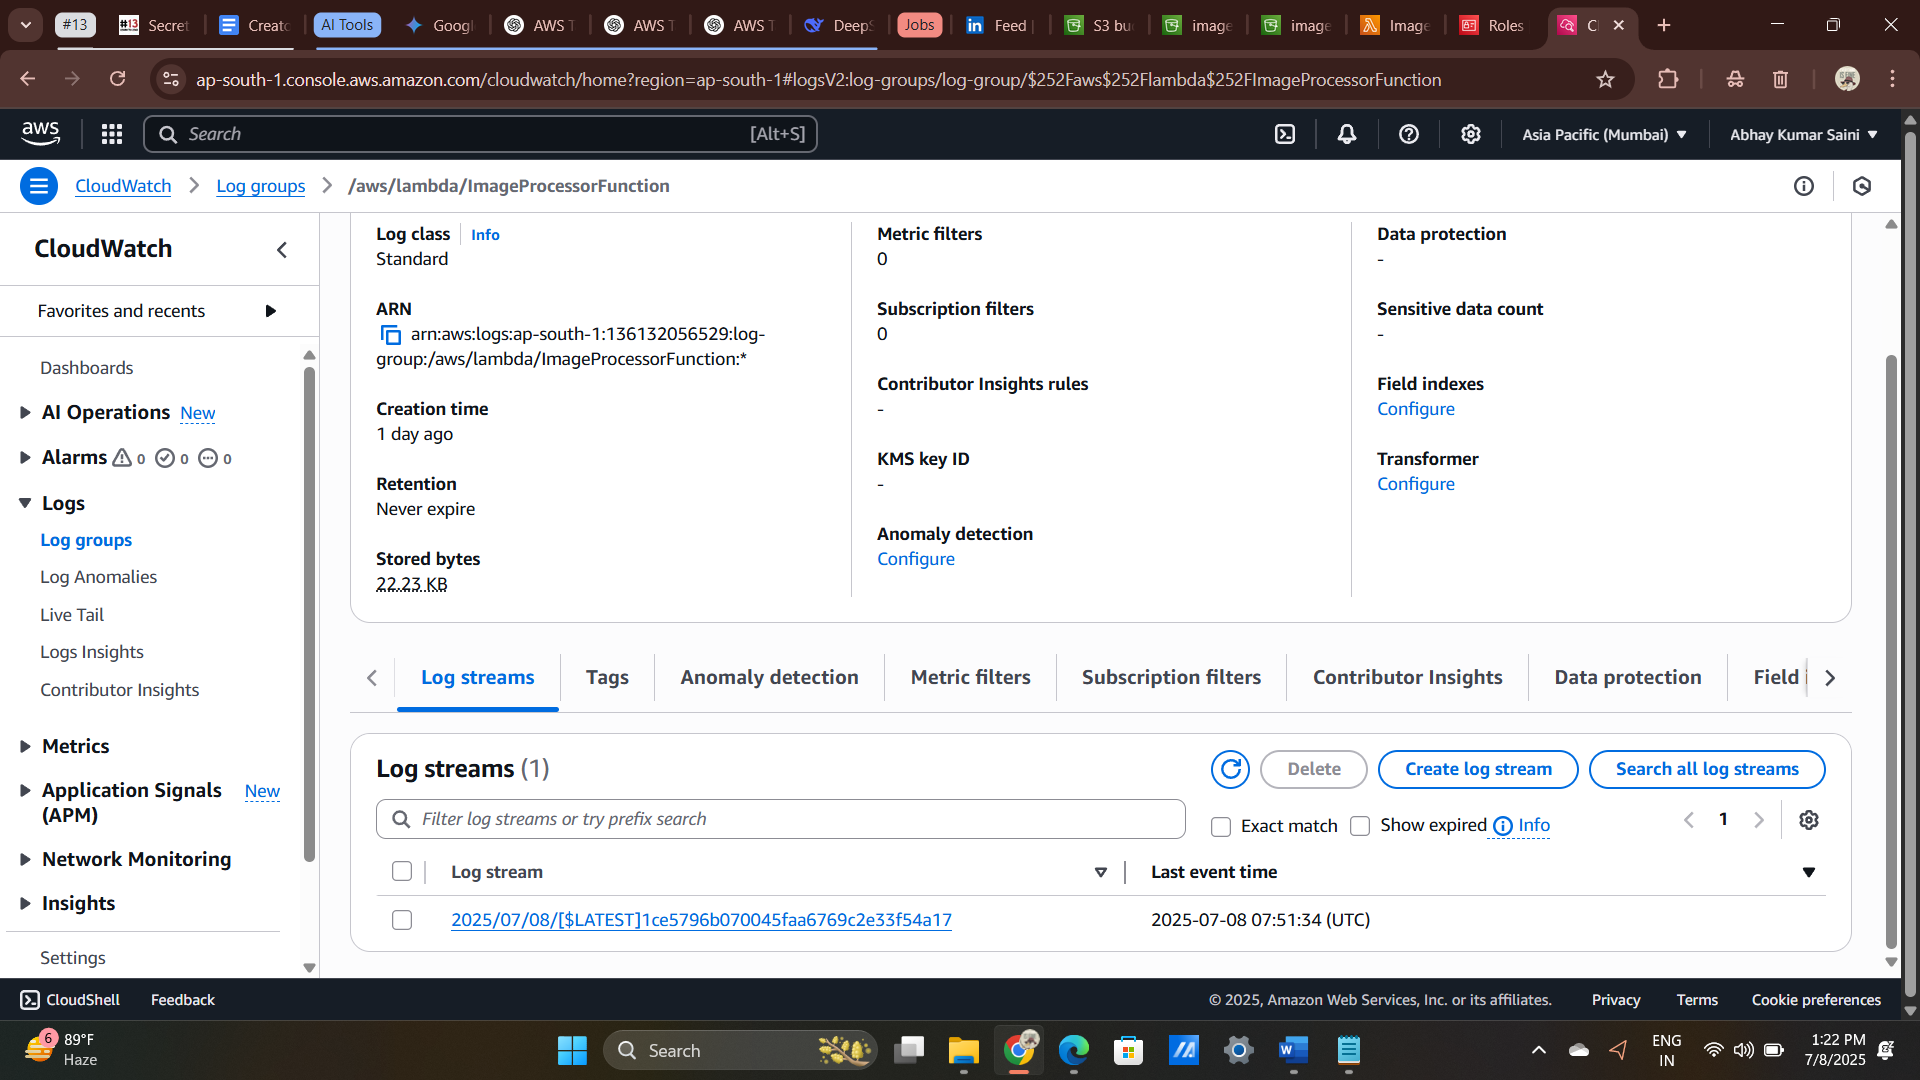 #13
Secret
Creato
AI Tools
Googl
AWS T
AWS T
AWS T
DeepS
Jobs
Feed
S3 bu
image
image
Image
Roles
Cl
ap-south-1.console.aws.amazon.com/cloudwatch/home?region=ap-south-1#logsV2:log-groups/log-group/$252Faws$252Flambda$252FImageProcessorFunction
aws
Search
[Alt+S]
Asia Pacific (Mumbai)
Abhay Kumar Saini
CloudWatch
Log groups
/aws/lambda/ImageProcessorFunction
CloudWatch
Favorites and recents
Dashboards
AI Operations New
Alarms 0 0 0
Logs
Log groups
Log Anomalies
Live Tail
Logs Insights
Contributor Insights
Metrics
Application Signals New
(APM)
Network Monitoring
Insights
Settings
Log class Info
Standard
ARN
arn:aws:logs:ap-south-1:136132056529:log-
group:/aws/lambda/ImageProcessorFunction:*
Creation time
1 day ago
Retention
Never expire
Stored bytes
22.23 KB
Metric filters
0
Subscription filters
0
Contributor Insights rules
-
KMS key ID
-
Anomaly detection
Configure
Data protection
-
Sensitive data count
-
Field indexes
Configure
Transformer
Configure
Log streams
Tags
Anomaly detection
Metric filters
Subscription filters
Contributor Insights
Data protection
Field i
Log streams (1)
Delete
Create log stream
Search all log streams
Filter log streams or try prefix search
Exact match
Show expired
Info
1
Log stream
Last event time
2025/07/08/[$LATEST]1ce5796b070045faa6769c2e33f54a17
2025-07-08 07:51:34 (UTC)
CloudShell
Feedback
© 2025, Amazon Web Services, Inc. or its affiliates.
Privacy
Terms
Cookie preferences
6
89°F
Haze
Search
ENG
IN
1:22 PM
7/8/2025